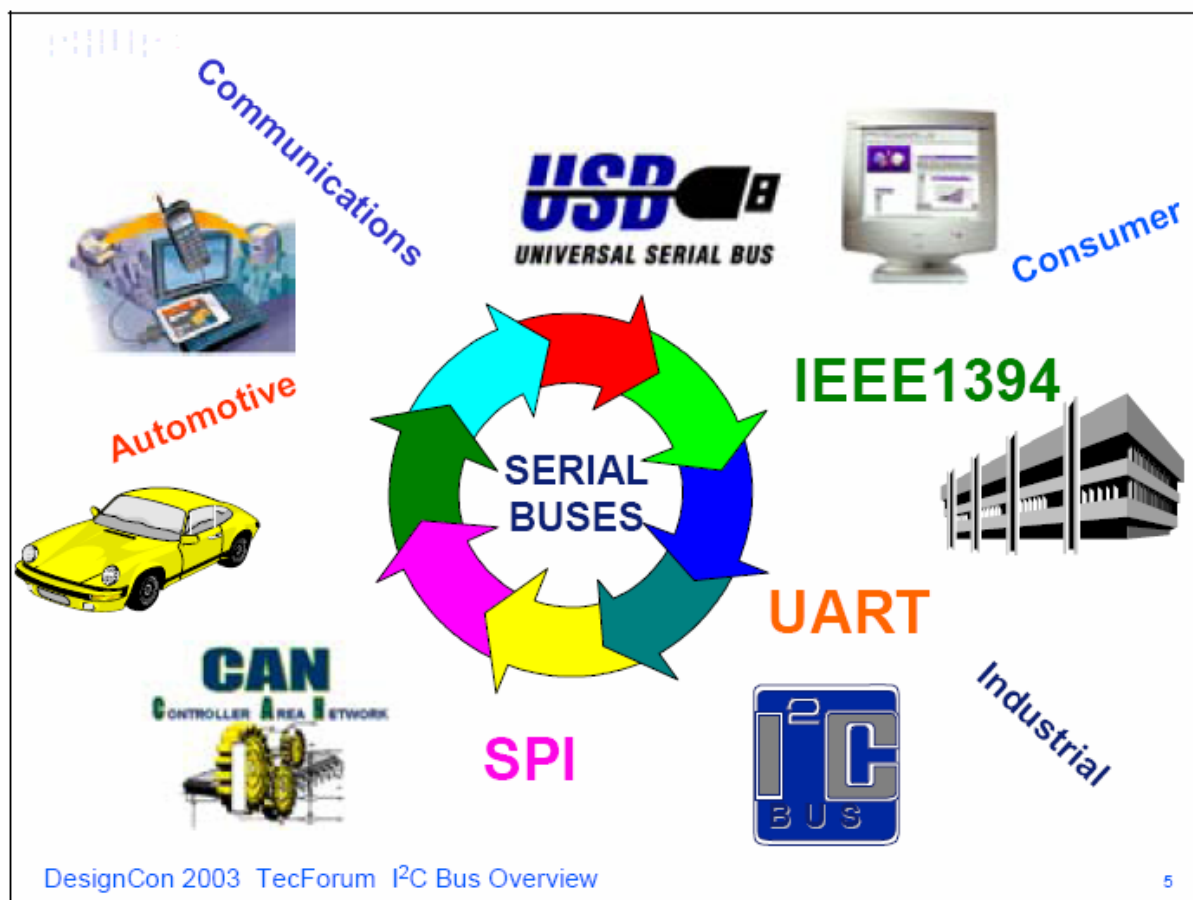 PHILIPS
Communications
USB
UNIVERSAL SERIAL BUS
Consumer
IEEE1394
Automotive
SERIAL
BUSES
UART
CAN
CONTROLLER AREA NETWORK
SPI
I²C
BUS
Industrial
DesignCon 2003 TecForum I²C Bus Overview
5